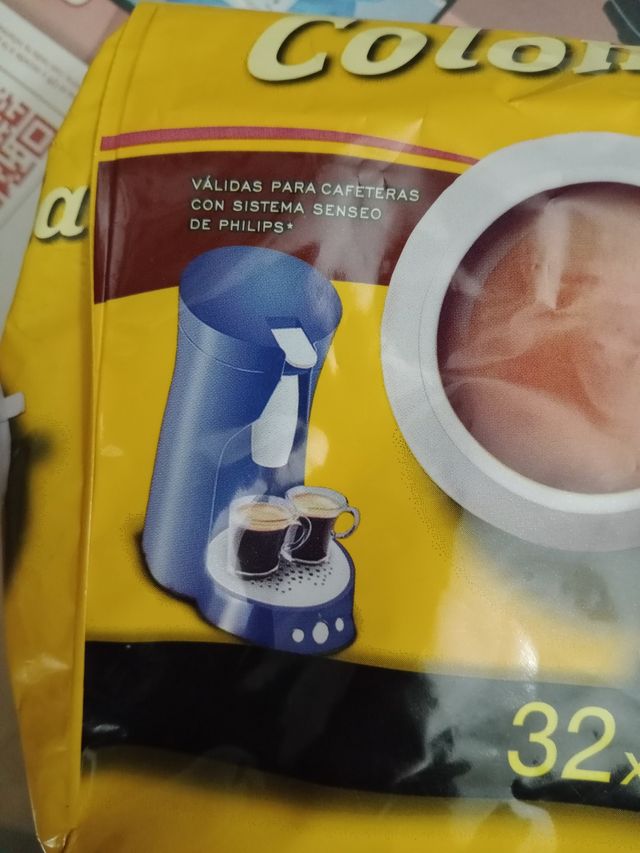 Colom
VÁLIDAS PARA CAFETERAS
CON SISTEMA SENSEO
DE PHILIPS*
a
32x